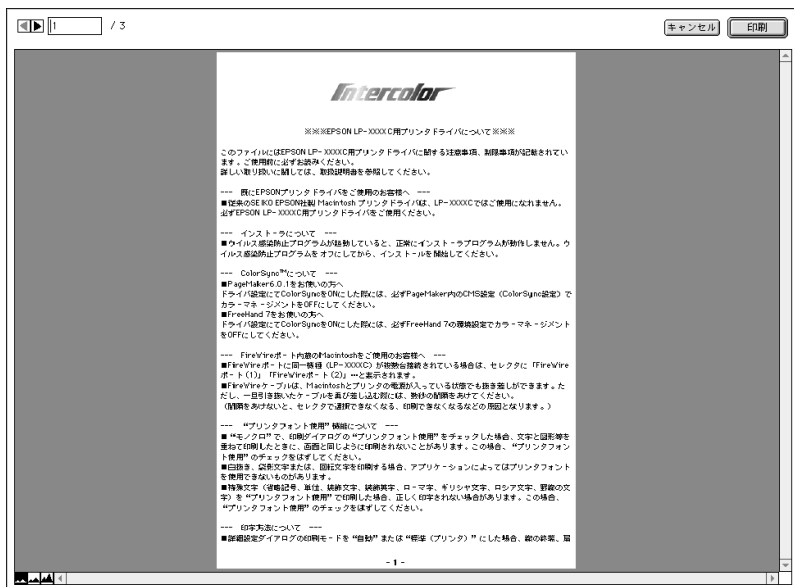 1 / 3
キャンセル
印刷
Intercolor
※※※EPSON LP-XXXXC用プリンタドライバについて※※※
このファイルにはEPSON LP-XXXXC用プリンタドライバに関する注意事項、制限事項が記載されてい
ます。ご使用前に必ずお読みください。
詳しい取り扱いに関しては、取扱説明書を参照してください。
--- 既にEPSONプリンタドライバをご使用のお客様へ ---
■従来のSEIKO EPSON社製 Macintosh プリンタドライバは、LP-XXXXCではご使用になれません。
必ずEPSON LP-XXXXC用プリンタドライバをご使用ください。
--- インストーラについて ---
■ウイルス感染防止プログラムが起動していると、正常にインストーラプログラムが動作しません。ウ
イルス感染防止プログラムをオフにしてから、インストールを開始してください。
--- ColorSync™について ---
■PageMaker6.0.1をお使いの方へ
ドライバ設定にてColorSyncをONにした際には、必ずPageMaker内のCMS設定（ColorSync設定）で
カラーマネージメントをOFFにしてください。
■FreeHand 7をお使いの方へ
ドライバ設定にてColorSyncをONにした際には、必ずFreeHand 7の環境設定でカラーマネージメント
をOFFにしてください。
--- FireWireポート内蔵のMacintoshをご使用のお客様へ ---
■FireWireポートに同一機種（LP-XXXXC）が複数台接続されている場合は、セレクタに「FireWire
ポート(1)」「FireWireポート(2)」…と表示されます。
■FireWireケーブルは、Macintoshとプリンタの電源が入っている状態でも抜き差しができます。た
だし、一旦引き抜いたケーブルを再び差し込む際には、数秒の間隔をあけてください。
（間隔をあけないと、セレクタで選択できなくなる、印刷できなくなるなどの原因となります。）
--- “プリンタフォント使用”機能について ---
■“モノクロ”で、印刷ダイアログの“プリンタフォント使用”をチェックした場合、文字と図形等を
重ねて印刷したときに、画面と同じように印刷されないことがあります。この場合、“プリンタフォン
ト使用”のチェックをはずしてください。
■白抜き、袋影文字または、回転文字を印刷する場合、アプリケーションによってはプリンタフォント
を使用できないものがあります。
■特殊文字（省略記号、単位、装飾文字、装飾英字、ローマ字、ギリシャ文字、ロシア文字、罫線の文
字）を“プリンタフォント使用”で印刷した場合、正しく印字されない場合があります。この場合、
“プリンタフォント使用”のチェックをはずしてください。
--- 印字方法について ---
■詳細設定ダイアログの印刷モードを“自動”または“標準（プリンタ）”にした場合、線の終端、扇
- 1 -